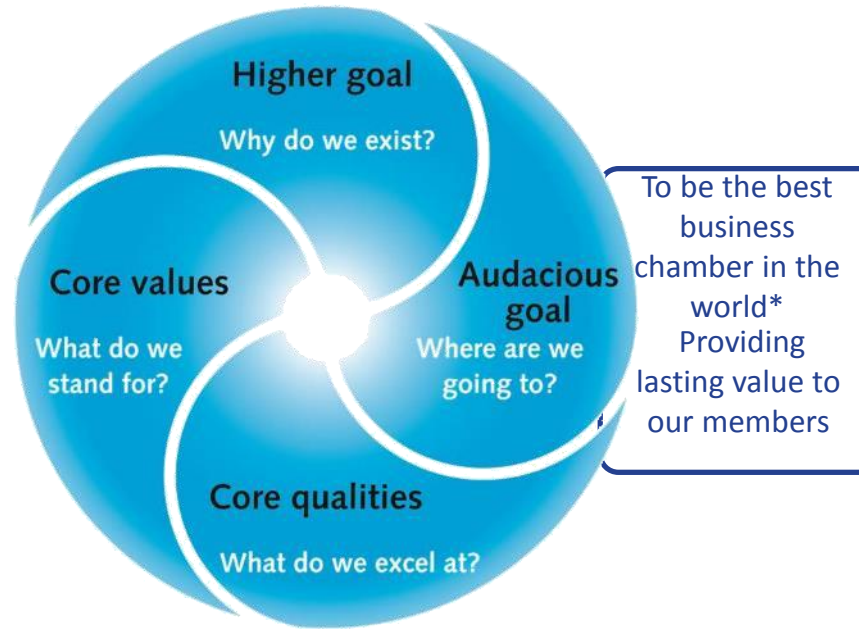 Higher goal
Why do we exist?
Core values
What do we
stand for?
Audacious
goal
Where are we
going to?
Core qualities
What do we excel at?
To be the best
business
chamber in the
world*
Providing
lasting value to
our members